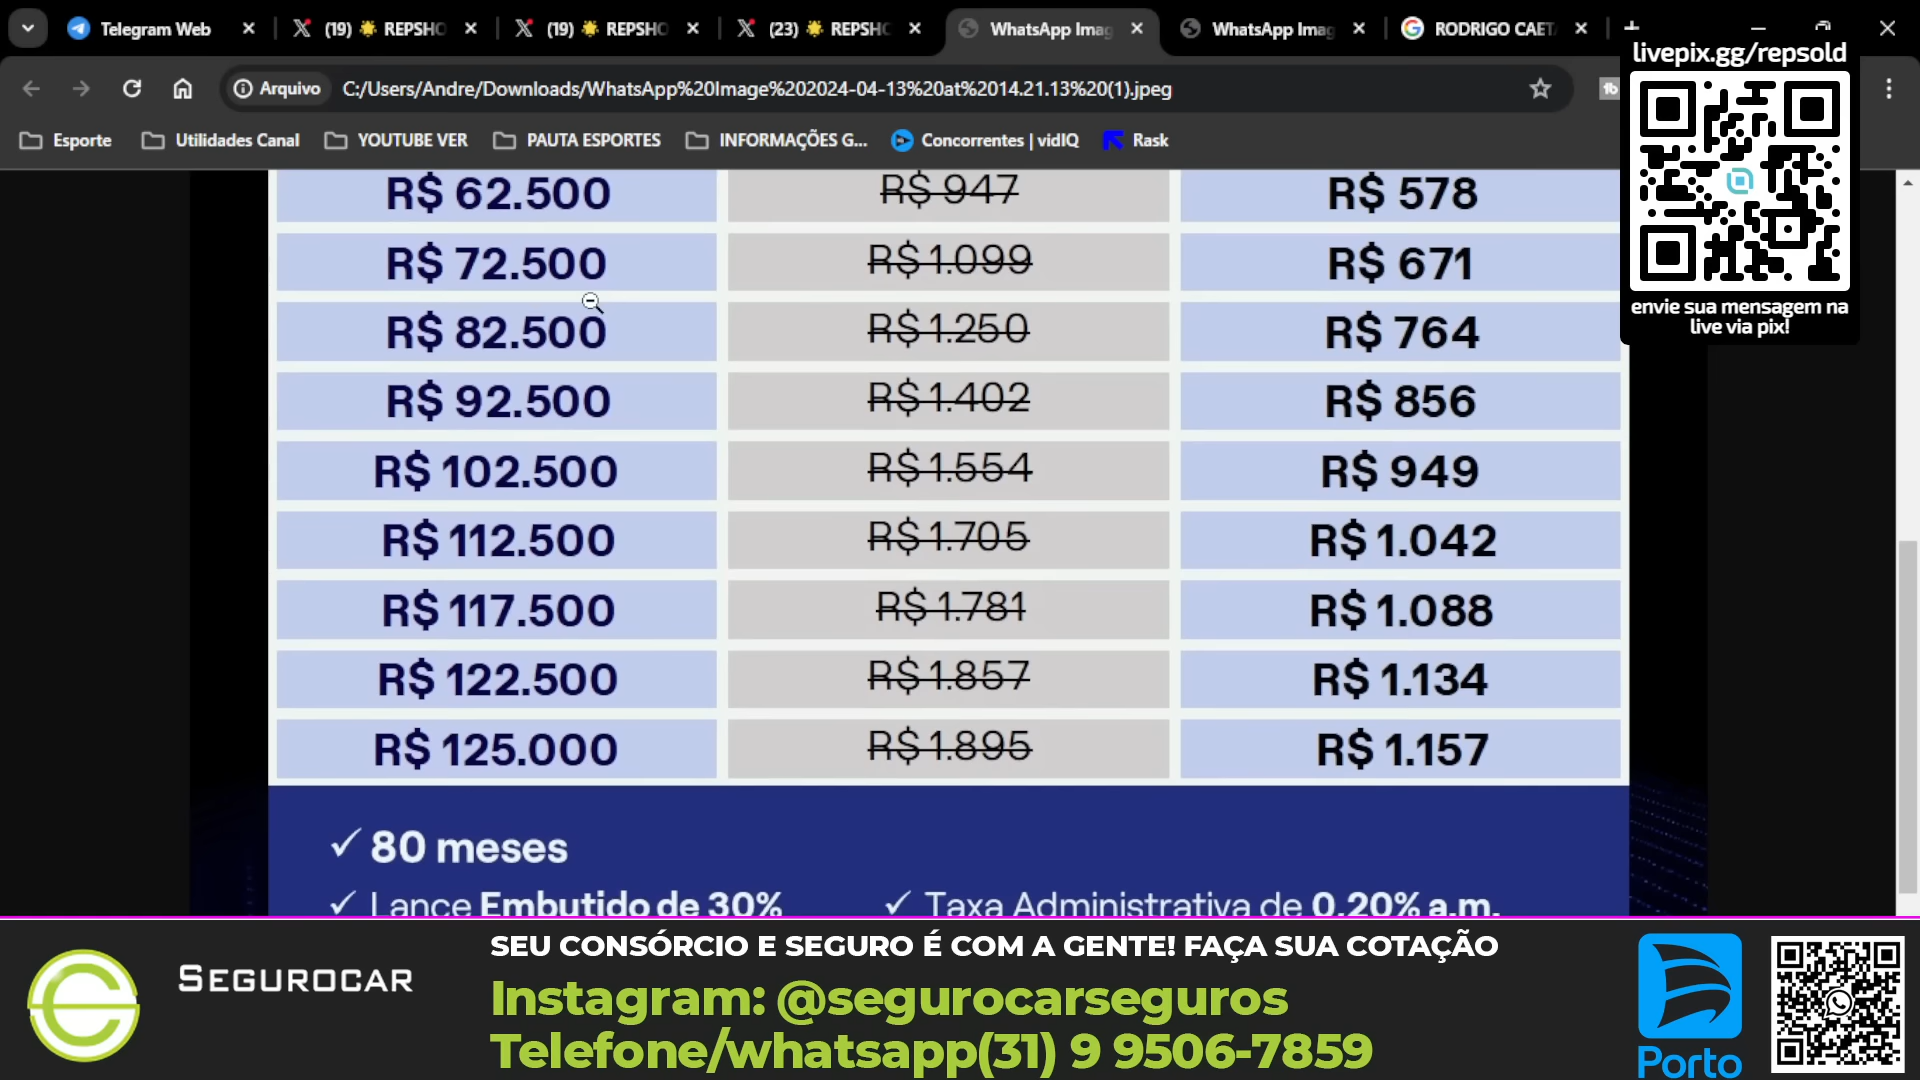 Telegram Web
(19) REPSHO
(19) REPSHO
(23) REPSHO
WhatsApp Imag
WhatsApp Imag
RODRIGO CAET
livepix.gg/repsold
Arquivo
C:/Users/Andre/Downloads/WhatsApp%20Image%202024-04-13%20at%2014.21.13%20(1).jpeg
Esporte
Utilidades Canal
YOUTUBE VER
PAUTA ESPORTES
INFORMAÇÕES G...
Concorrentes | vidIQ
Rask
envie sua mensagem na
live via pix!
R$ 62.500 R$ 947 R$ 578
R$ 72.500 R$ 1.099 R$ 671
R$ 82.500 R$ 1.250 R$ 764
R$ 92.500 R$ 1.402 R$ 856
R$ 102.500 R$ 1.554 R$ 949
R$ 112.500 R$ 1.705 R$ 1.042
R$ 117.500 R$ 1.781 R$ 1.088
R$ 122.500 R$ 1.857 R$ 1.134
R$ 125.000 R$ 1.895 R$ 1.157
✓ 80 meses
✓ Lance Embutido de 30% ✓ Taxa Administrativa de 0,20% a.m.
SEGUROCAR
SEU CONSÓRCIO E SEGURO É COM A GENTE! FAÇA SUA COTAÇÃO
Instagram: @segurocarseguros
Telefone/whatsapp(31) 9 9506-7859
Porto